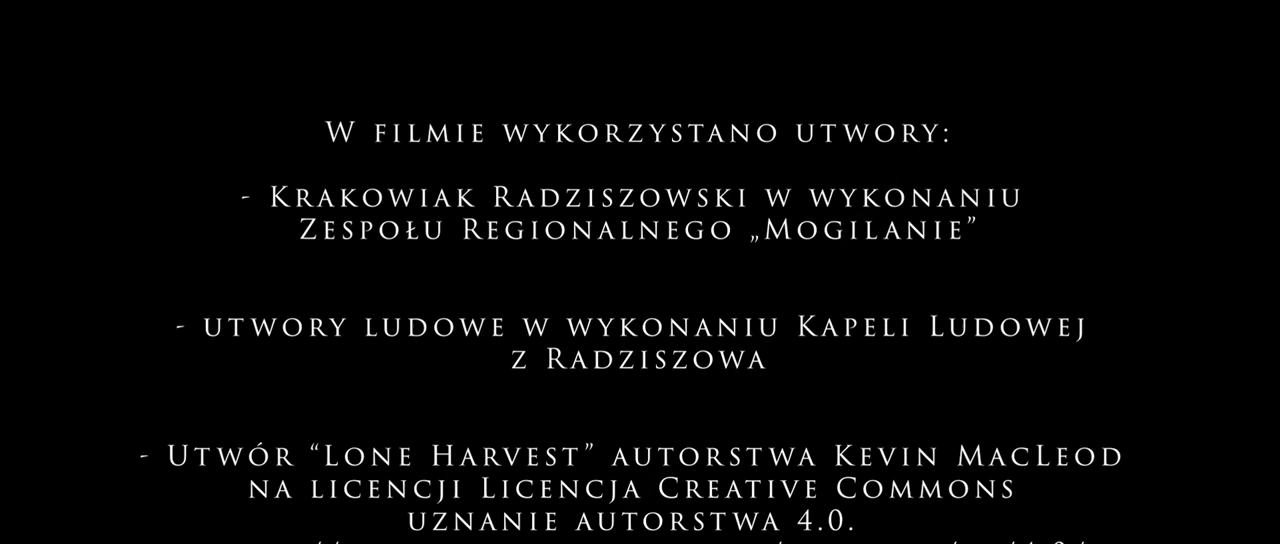 W filmie wykorzystano utwory:
- Krakowiak Radziszowski w wykonaniu
Zespołu Regionalnego „Mogilanie”
- utwory ludowe w wykonaniu Kapeli Ludowej
z Radziszowa
- Utwór “Lone Harvest” autorstwa Kevin MacLeod
na licencji Licencja Creative Commons
uznanie autorstwa 4.0.